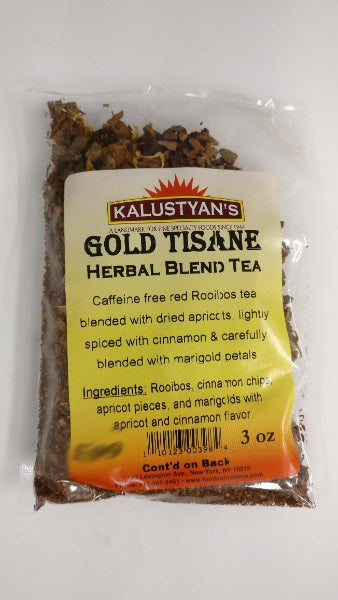 KALUSTYAN'S
A LANDMARK FOR FINE SPECIALTY FOODS SINCE 1944
GOLD TISANE
HERBAL BLEND TEA
Caffeine free red Rooibos tea
blended with dried apricots, lightly
spiced with cinnamon & carefully
blended with marigold petals
Ingredients: Rooibos, cinnamon chips,
apricot pieces, and marigolds with
apricot and cinnamon flavor
3 oz
Cont'd on Back
Lexington Ave., New York, NY 10016
www.foodsofnations.com